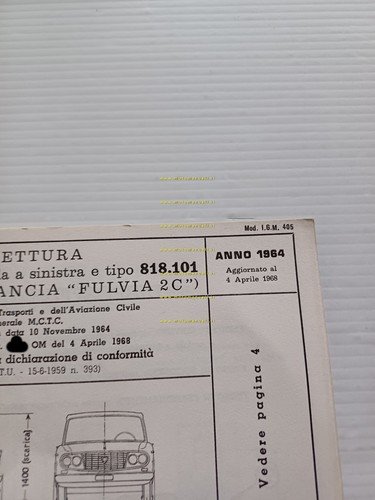 Mod. I.G.M. 405
ETTURA
a a sinistra e tipo 818.101
ANCIA "FULVIA 2C")
ANNO 1964
Aggiornato al
4 Aprile 1968
Trasporti e dell'Aviazione Civile
nerale M.C.T.C.
data 10 Novembre 1964
OM del 4 Aprile 1968
a dichiarazione di conformità
T.U. - 15-6-1959 n. 393)
Vedere pagina 4
1400 (scarica)